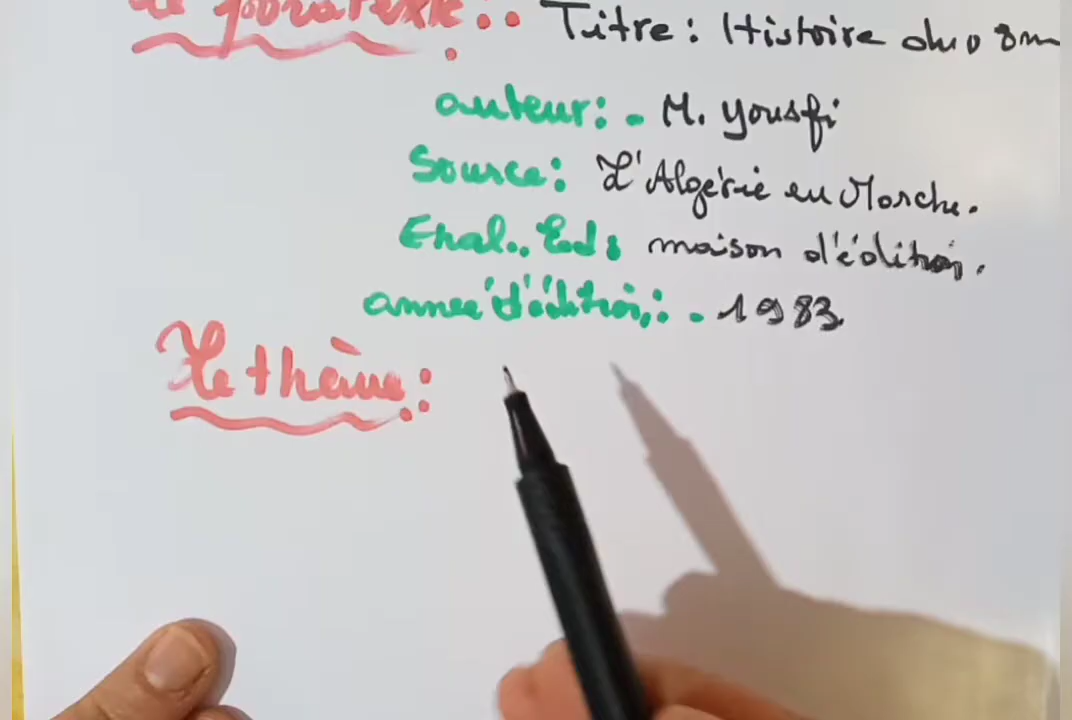 le paratexte : . Titre : Histoire du 8 m
auteur : - M. Yousfi
Source : L'Algérie en Marche.
Enal. Ed : maison d'édition.
année d'édition : - 1983
Le thème :